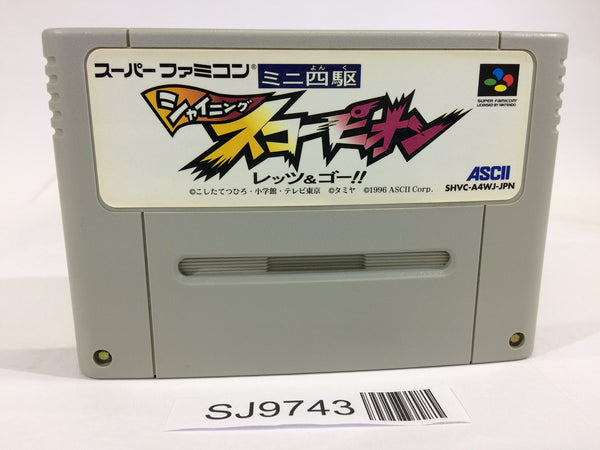 スーパーファミコン®
ミニ四駆
よんく
シャイニング
スコーピオン
レッツ&ゴー!!
©こしたてつひろ・小学館・テレビ東京 ©タミヤ ©1996 ASCII Corp.
SUPER FAMICOM
LICENSED BY NINTENDO
ASCII
SHVC-A4WJ-JPN
SJ9743